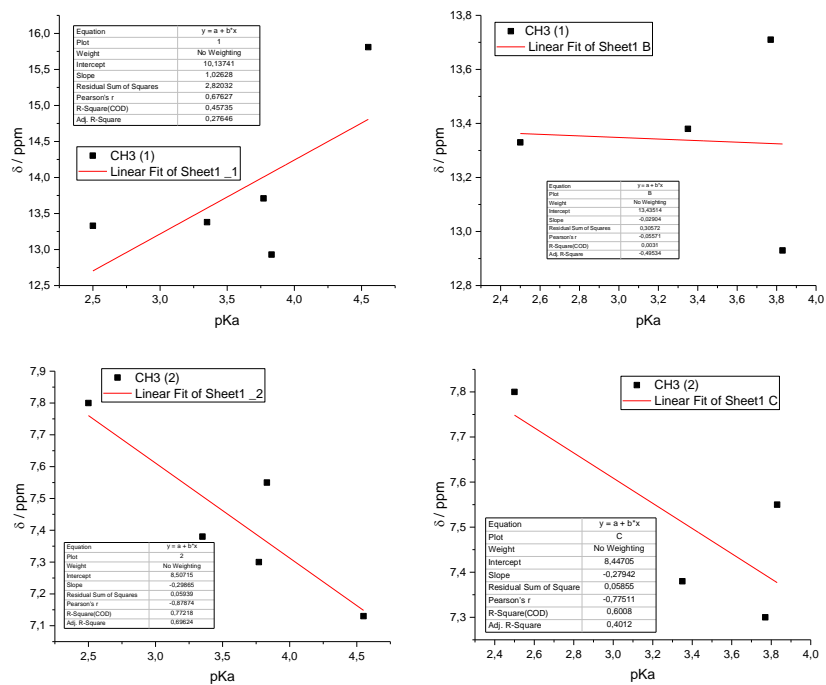 16,0
15,5
15,0
14,5
14,0
13,5
13,0
12,5
δ / ppm
2,5 3,0 3,5 4,0 4,5
pKa
Equation y = a + b*x
Plot 1
Weight No Weighting
Intercept 10,13741
Slope 1,02628
Residual Sum of Squares 2,82032
Pearson's r 0,67627
R-Square(COD) 0,45735
Adj. R-Square 0,27646
CH3 (1)
Linear Fit of Sheet1 _1
13,8
13,6
13,4
13,2
13,0
12,8
δ / ppm
2,4 2,6 2,8 3,0 3,2 3,4 3,6 3,8 4,0
pKa
CH3 (1)
Linear Fit of Sheet1 B
Equation y = a + b*x
Plot B
Weight No Weighting
Intercept 13,43514
Slope -0,02904
Residual Sum of Squares 0,30572
Pearson's r -0,05571
R-Square(COD) 0,0031
Adj. R-Square -0,49534
7,9
7,8
7,7
7,6
7,5
7,4
7,3
7,2
7,1
δ / ppm
2,5 3,0 3,5 4,0 4,5
pKa
CH3 (2)
Linear Fit of Sheet1 _2
Equation y = a + b*x
Plot 2
Weight No Weighting
Intercept 8,50715
Slope -0,29865
Residual Sum of Squares 0,05939
Pearson's r -0,87874
R-Square(COD) 0,77218
Adj. R-Square 0,69624
7,8
7,7
7,6
7,5
7,4
7,3
δ / ppm
2,4 2,6 2,8 3,0 3,2 3,4 3,6 3,8 4,0
pKa
CH3 (2)
Linear Fit of Sheet1 C
Equation y = a + b*x
Plot C
Weight No Weighting
Intercept 8,44705
Slope -0,27942
Residual Sum of Square 0,05855
Pearson's r -0,77511
R-Square(COD) 0,6008
Adj. R-Square 0,4012